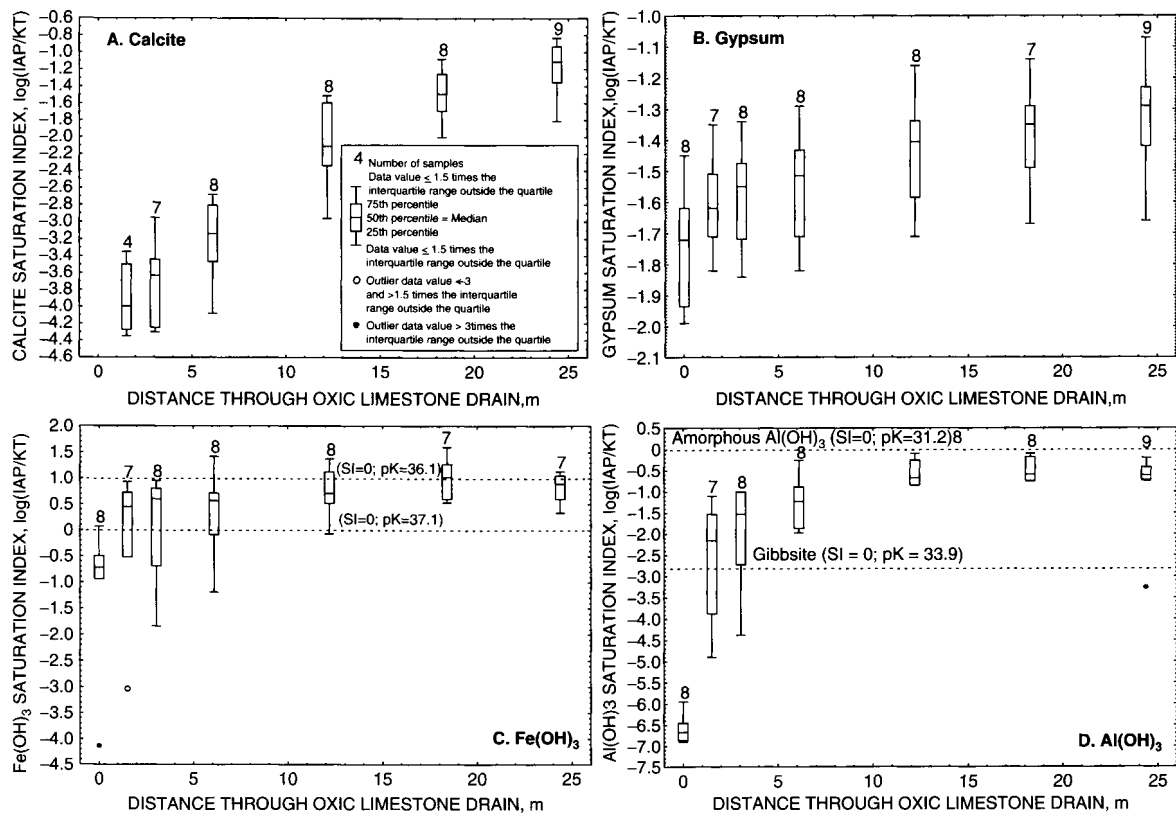 A. Calcite
CALCITE SATURATION INDEX, log(IAP/KT)
−0.6
−0.8
−1.0
−1.2
−1.4
−1.6
−1.8
−2.0
−2.2
−2.4
−2.6
−2.8
−3.0
−3.2
−3.4
−3.6
−3.8
−4.0
−4.2
−4.4
−4.6
4
7
8
8
8
9
4 Number of samples
Data value ≤ 1.5 times the
interquartile range outside the quartile
75th percentile
50th percentile = Median
25th percentile
Data value ≤ 1.5 times the
interquartile range outside the quartile
Outlier data value <3
and >1.5 times the interquartile
range outside the quartile
Outlier data value > 3times the
interquartile range outside the quartile
0 5 10 15 20 25
DISTANCE THROUGH OXIC LIMESTONE DRAIN,m
B. Gypsum
GYPSUM SATURATION INDEX,log(IAP/KT)
−1.0
−1.1
−1.2
−1.3
−1.4
−1.5
−1.6
−1.7
−1.8
−1.9
−2.0
−2.1
8
7
8
8
8
7
9
0 5 10 15 20 25
DISTANCE THROUGH OXIC LIMESTONE DRAIN,m
Fe(OH)3 SATURATION INDEX, log(IAP/KT)
2.0
1.5
1.0
0.5
0
−0.5
−1.0
−1.5
−2.0
−2.5
−3.0
−3.5
−4.0
−4.5
8
7
8
8
8
7
7
(SI=0; pK=36.1)
(SI=0; pK=37.1)
C. Fe(OH)3
0 5 10 15 20 25
DISTANCE THROUGH OXIC LIMESTONE DRAIN, m
Al(OH)3 SATURATION INDEX, log(IAP/KT)
0.5
0.0
−0.5
−1.0
−1.5
−2.0
−2.5
−3.0
−3.5
−4.0
−4.5
−5.0
−5.5
−6.0
−6.5
−7.0
−7.5
Amorphous Al(OH)3 (SI=0; pK=31.2)8
8
7
8
8
8
9
Gibbsite (SI = 0; pK = 33.9)
D. Al(OH)3
0 5 10 15 20 25
DISTANCE THROUGH OXIC LIMESTONE DRAIN, m